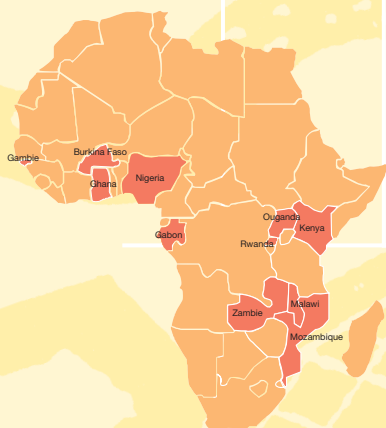 Burkina Faso
Gambie
Nigeria
Ghana
Ouganda
Kenya
Gabon
Rwanda
Malawi
Zambie
Mozambique